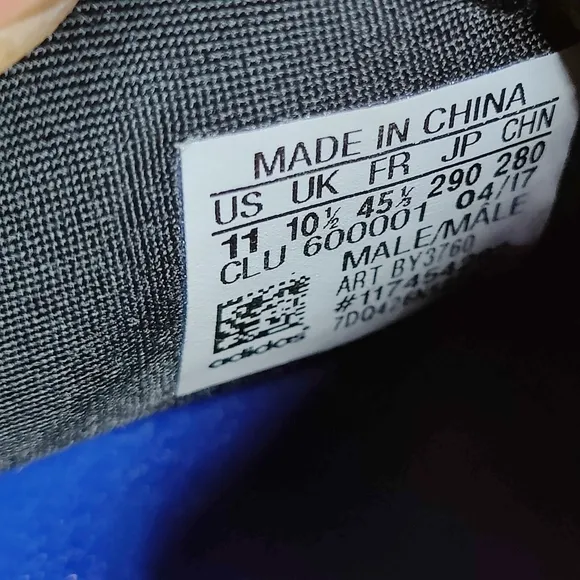 MADE IN CHINA
US UK FR JP CHN
11 10½ 45⅓ 290 280
CLU 600001 04/17
MALE/MALE
ART BY3760
adidas